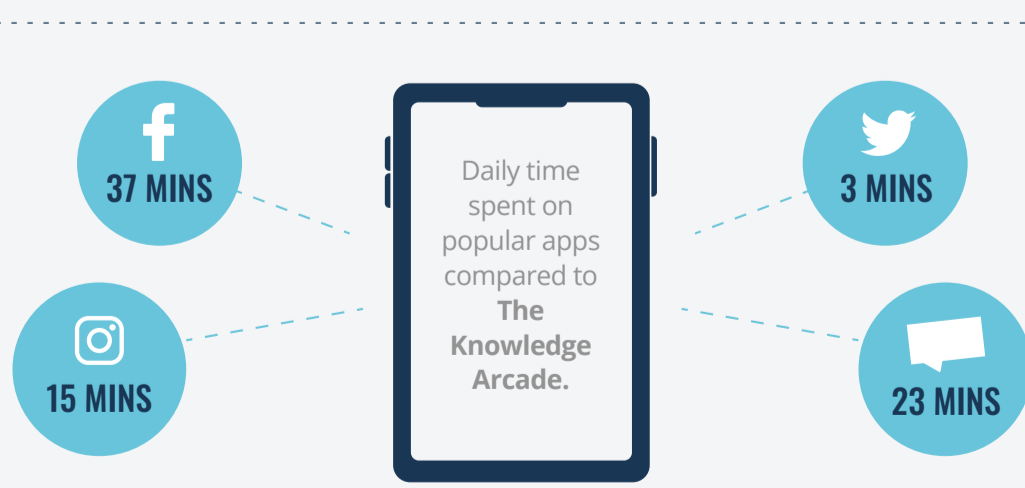 37 MINS
15 MINS
Daily time
spent on
popular apps
compared to
The
Knowledge
Arcade.
3 MINS
23 MINS